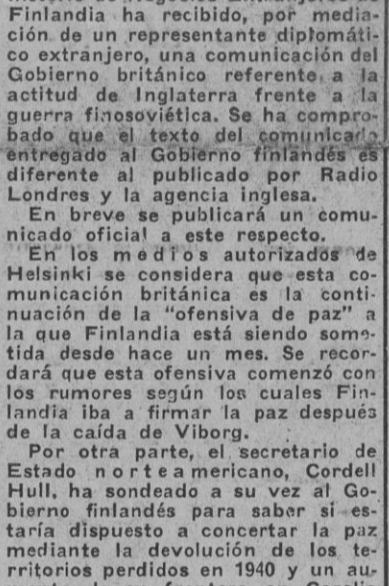 Finlandia ha recibido, por media-
ción de un representante diplomáti-
co extranjero, una comunicación del
Gobierno británico referente a la
actitud de Inglaterra frente a la
guerra finosoviética. Se ha compro-
bado que el texto del comunicado
entregado al Gobierno finlandés es
diferente al publicado por Radio
Londres y la agencia inglesa.
En breve se publicará un comu-
nicado oficial a este respecto.
En los medios autorizados de
Helsinki se considera que esta co-
municación británica es la conti-
nuación de la "ofensiva de paz" a
la que Finlandia está siendo some-
tida desde hace un mes. Se recor-
dará que esta ofensiva comenzó con
los rumores según los cuales Fin-
landia iba a firmar la paz después
de la caída de Viborg.
Por otra parte, el secretario de
Estado norteamericano, Cordell
Hull, ha sondeado a su vez al Go-
bierno finlandés para saber si es-
taría dispuesto a concertar la paz
mediante la devolución de los te-
rritorios perdidos en 1940 y un au-